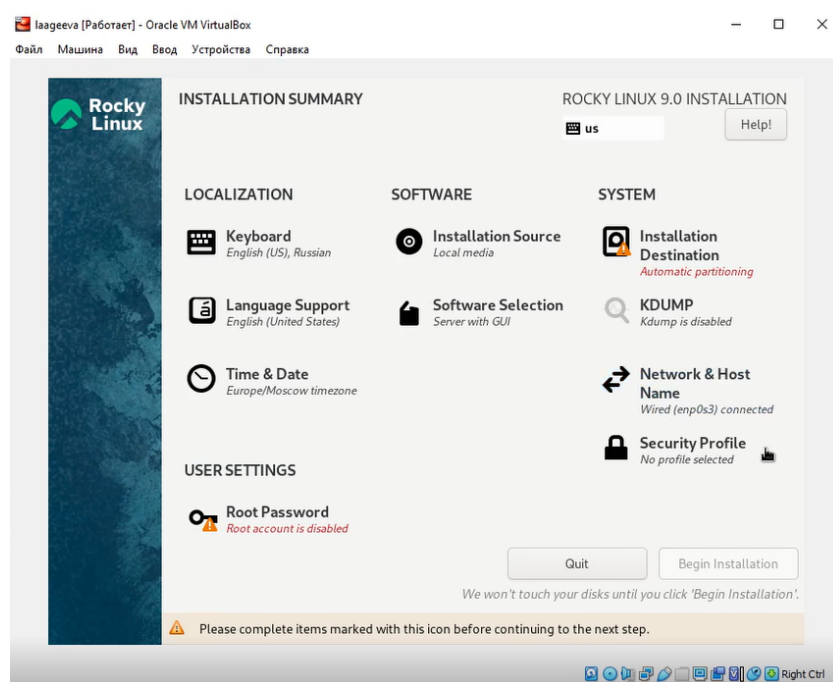 laageeva [Работает] - Oracle VM VirtualBox
Файл Машина Вид Ввод Устройства Справка
Rocky
Linux
INSTALLATION SUMMARY
ROCKY LINUX 9.0 INSTALLATION
us
Help!
LOCALIZATION
Keyboard
English (US), Russian
Language Support
English (United States)
Time & Date
Europe/Moscow timezone
SOFTWARE
Installation Source
Local media
Software Selection
Server with GUI
SYSTEM
Installation
Destination
Automatic partitioning
KDUMP
Kdump is disabled
Network & Host
Name
Wired (enp0s3) connected
Security Profile
No profile selected
USER SETTINGS
Root Password
Root account is disabled
Quit
Begin Installation
We won't touch your disks until you click 'Begin Installation'.
Please complete items marked with this icon before continuing to the next step.
Right Ctrl